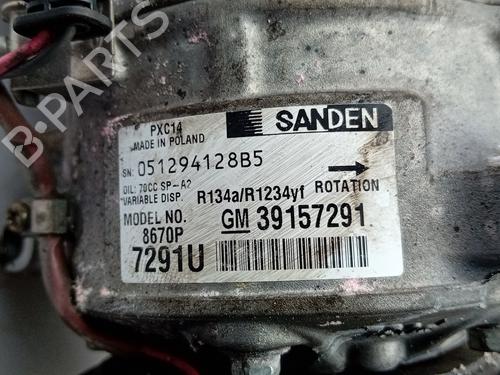 PXC14
MADE IN POLAND
SANDEN
SN: 051294128B5
OIL: 70CC SP-A2
*VARIABLE DISP.
R134a/R1234yf ROTATION
MODEL NO.
8670P
GM 39157291
7291U
B-PARTS